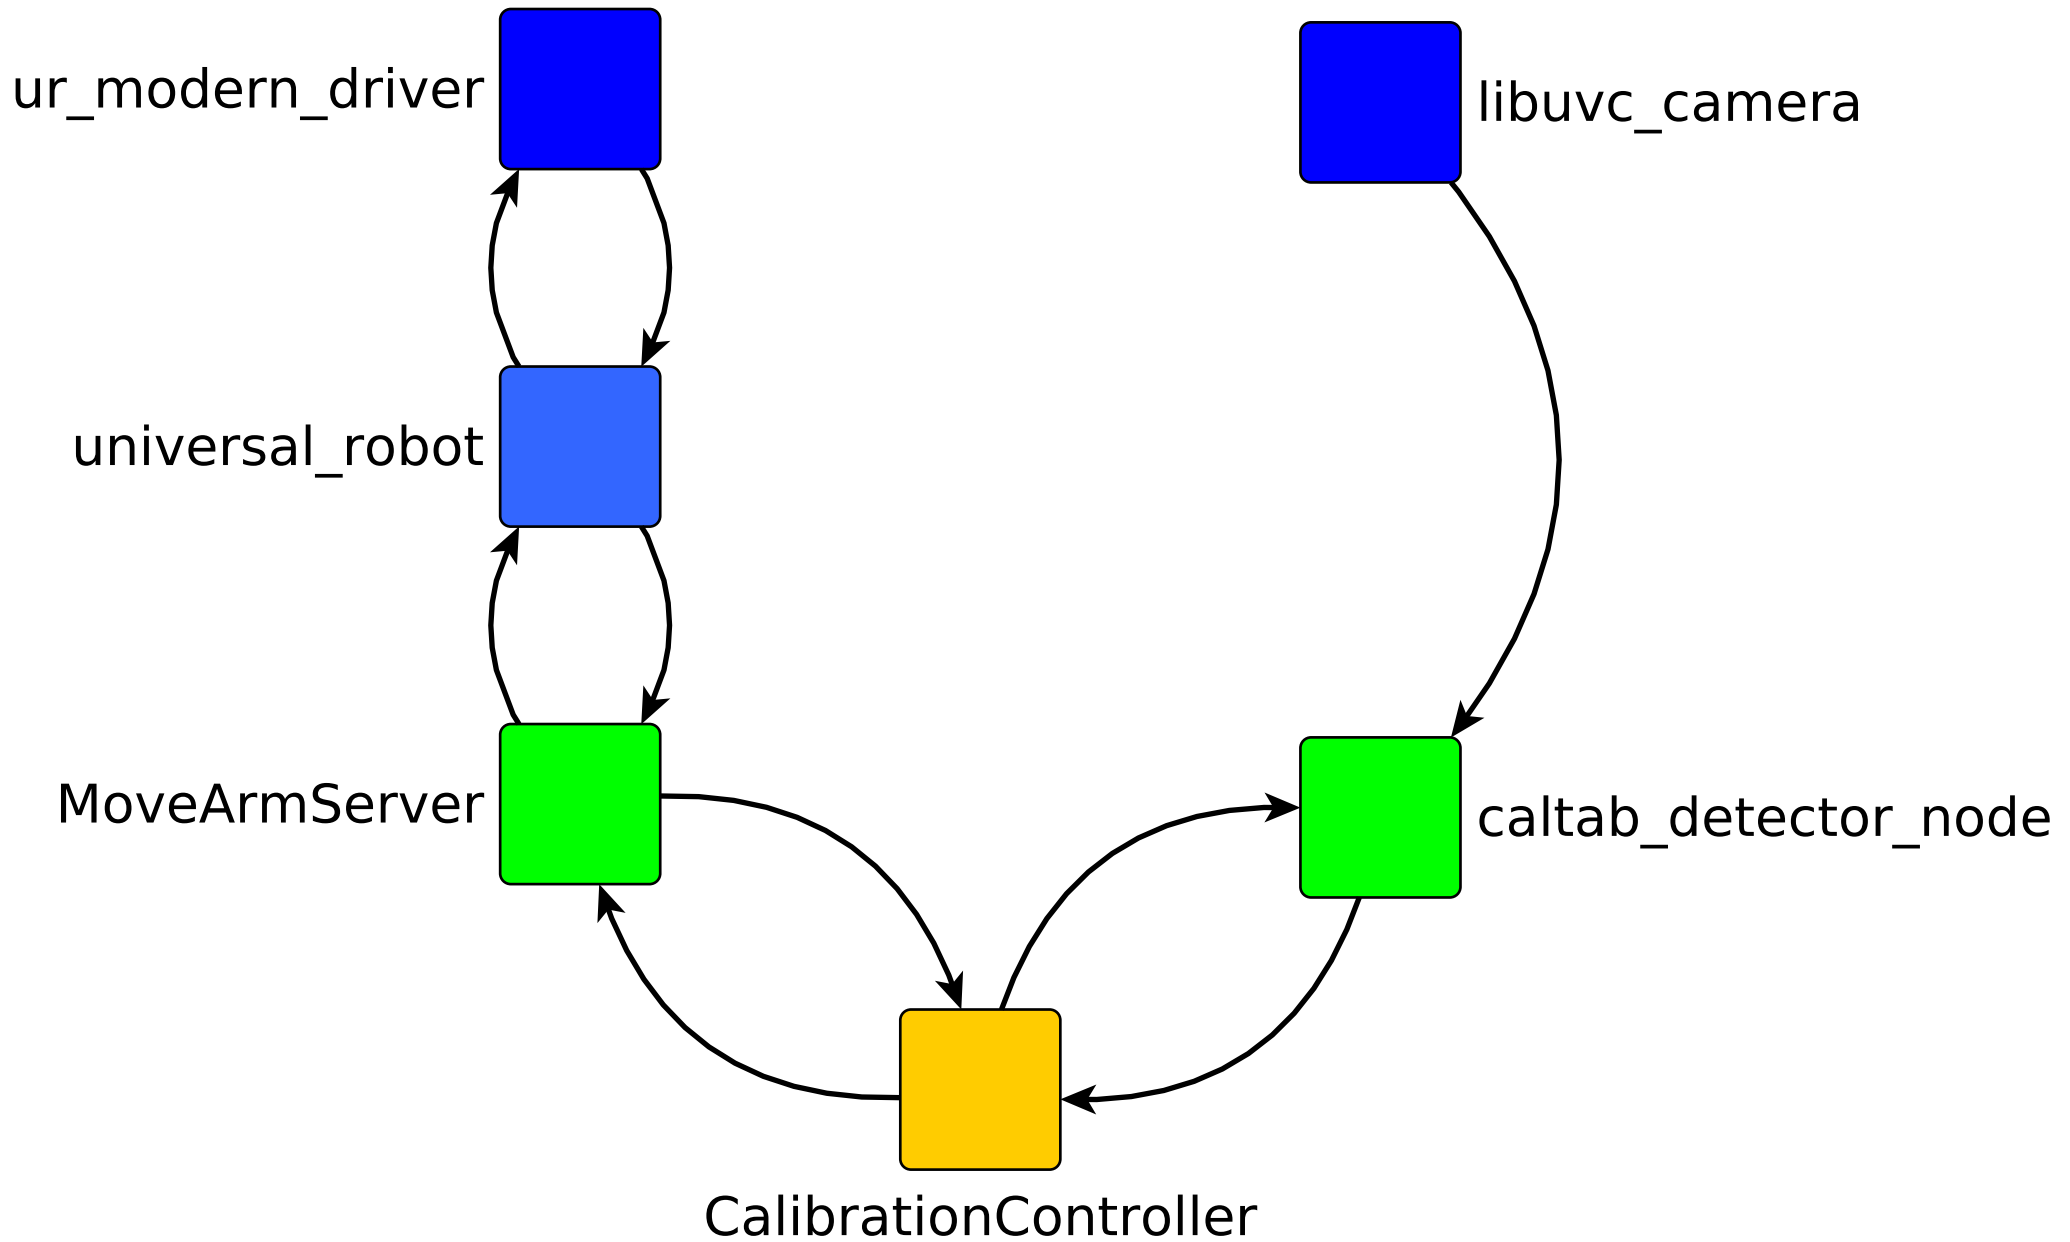 ur_modern_driver
libuvc_camera
universal_robot
MoveArmServer
caltab_detector_node
CalibrationController